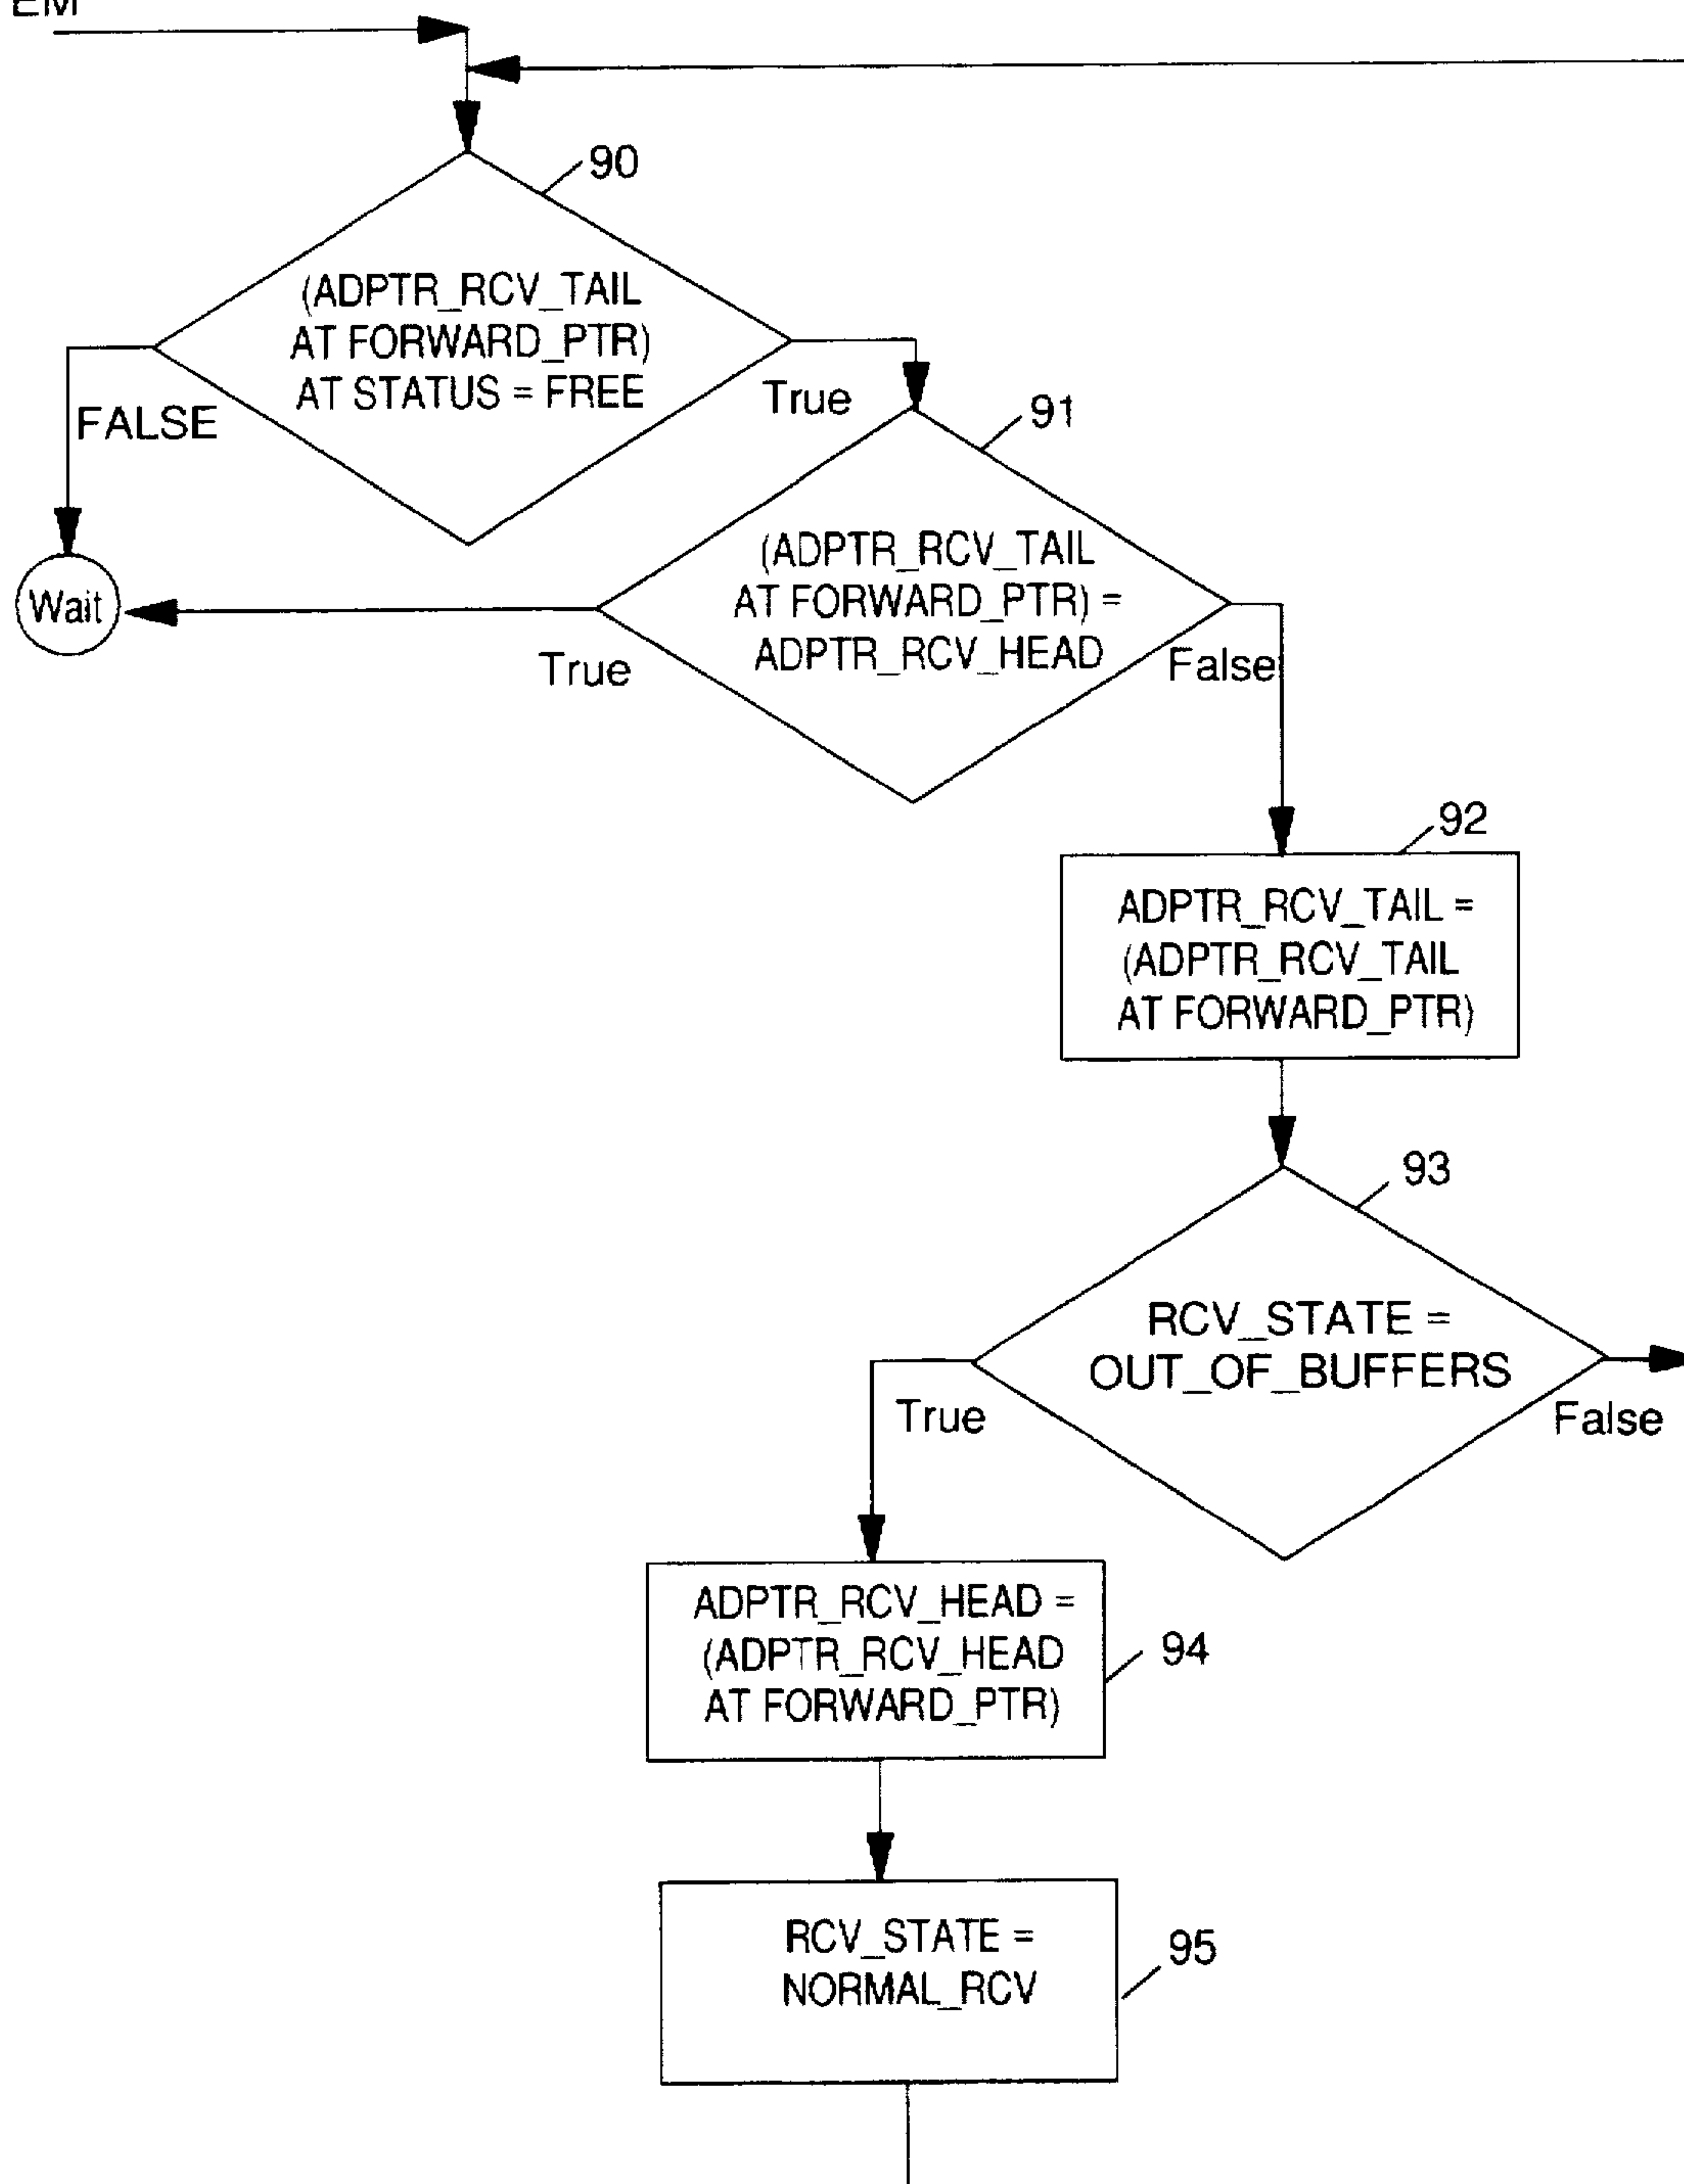 EM
90
(ADPTR_RCV_TAIL
AT FORWARD_PTR)
AT STATUS = FREE
FALSE
True
91
(ADPTR_RCV_TAIL
AT FORWARD_PTR) =
ADPTR_RCV_HEAD
Wait
True
False
92
ADPTR_RCV_TAIL =
(ADPTR_RCV_TAIL
AT FORWARD_PTR)
93
RCV_STATE =
OUT_OF_BUFFERS
True
False
ADPTR_RCV_HEAD =
(ADPTR_RCV_HEAD
AT FORWARD_PTR)
94
RCV_STATE =
NORMAL_RCV
95